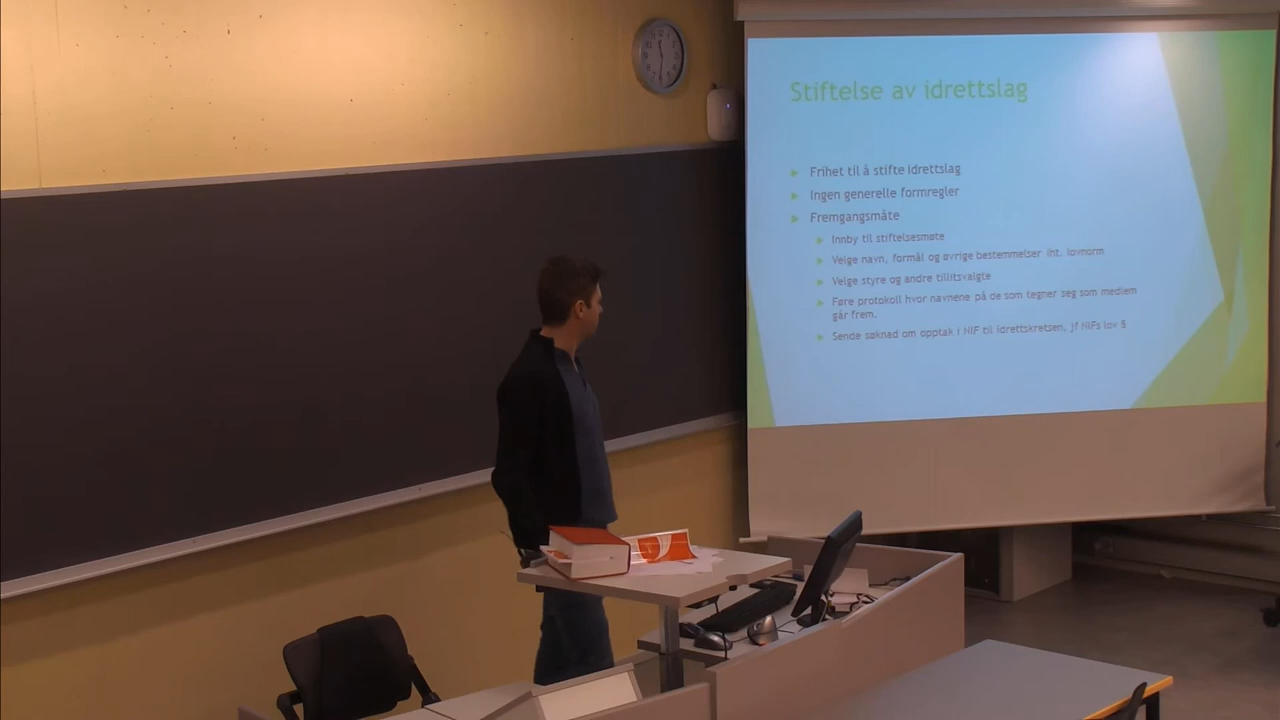 Stiftelse av idrettslag
Frihet til å stifte idrettslag
Ingen generelle formregler
Fremgangsmåte
Innby til stiftelsesmøte
Velge navn, formål og øvrige bestemmelser iht. lovnorm
Velge styre og andre tillitsvalgte
Føre protokoll hvor navnene på de som tegner seg som medlem
går frem.
Sende søknad om opptak i NIF til idrettskretsen, jf NIFs lov §